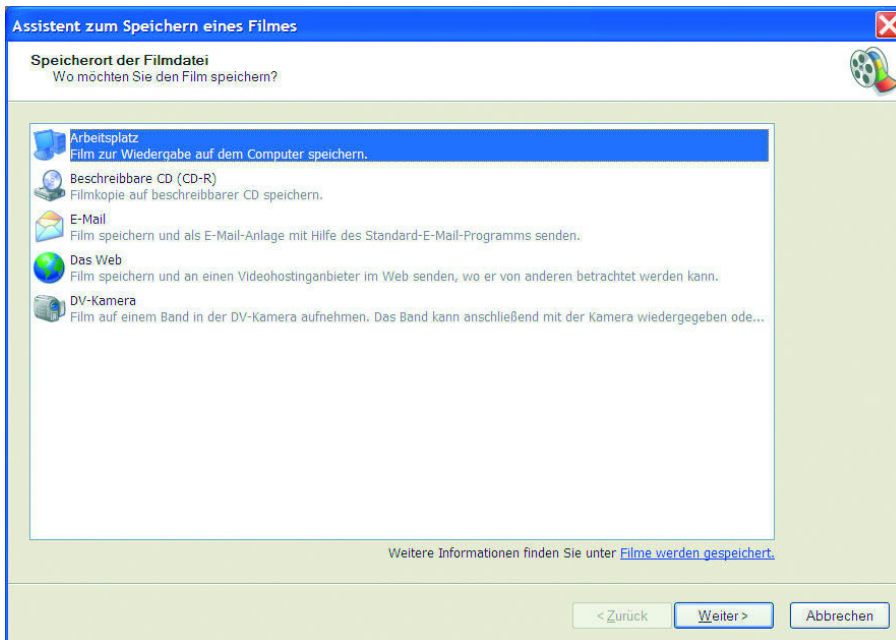 Assistent zum Speichern eines Filmes
Speicherort der Filmdatei
Wo möchten Sie den Film speichern?
Arbeitsplatz
Film zur Wiedergabe auf dem Computer speichern.
Beschreibbare CD (CD-R)
Filmkopie auf beschreibbarer CD speichern.
E-Mail
Film speichern und als E-Mail-Anlage mit Hilfe des Standard-E-Mail-Programms senden.
Das Web
Film speichern und an einen Videohostinganbieter im Web senden, wo er von anderen betrachtet werden kann.
DV-Kamera
Film auf einem Band in der DV-Kamera aufnehmen. Das Band kann anschließend mit der Kamera wiedergegeben ode...
Weitere Informationen finden Sie unter Filme werden gespeichert.
< Zurück Weiter > Abbrechen